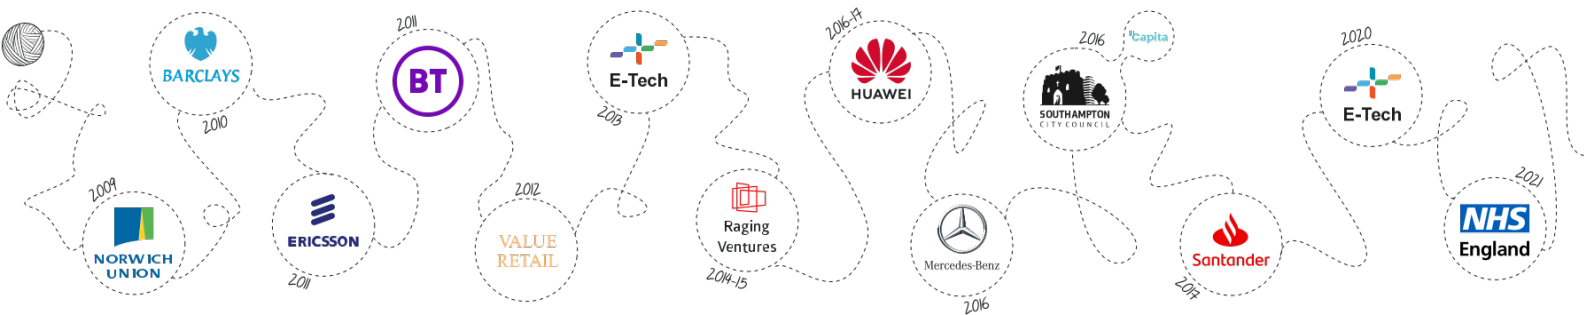 2009
NORWICH
UNION
BARCLAYS
2010
ERICSSON
2011
2011
BT
2012
VALUE
RETAIL
E-Tech
2013
Raging
Ventures
2014-15
2016-17
HUAWEI
Mercedes-Benz
2016
2016
Capita
SOUTHAMPTON
CITY COUNCIL
Santander
2017
2020
E-Tech
2021
NHS
England